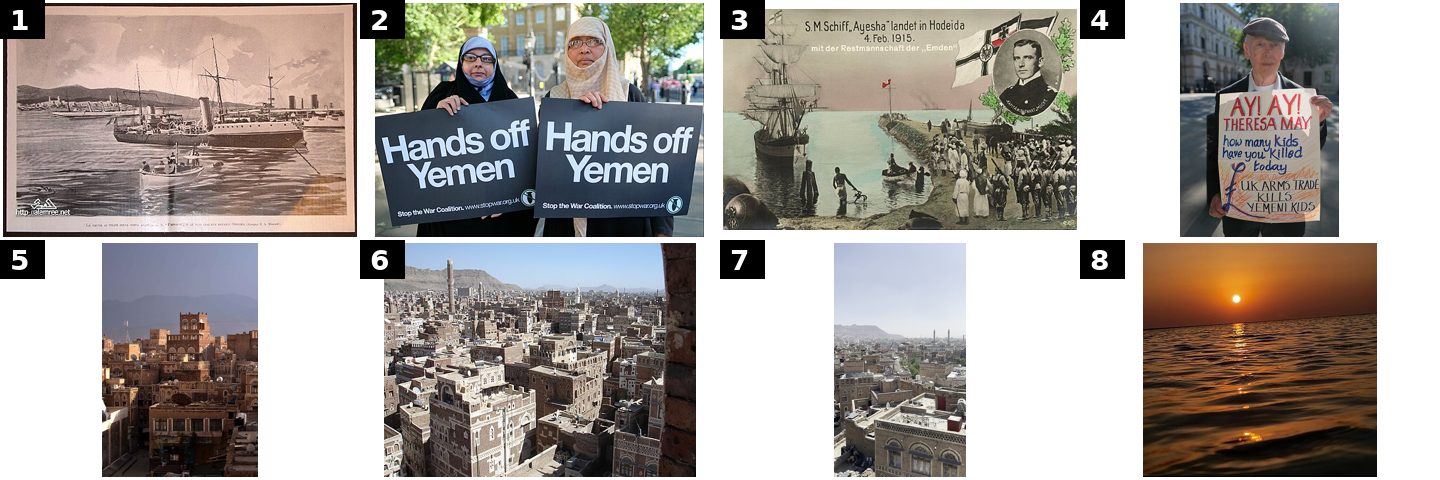 1
2
3
4
http://alamree.net
Hands off
Yemen
Stop the War Coalition. www.stopwar.org.uk
Hands off
Yemen
Stop the War Coalition. www.stopwar.org.uk
S.M.Schiff „Ayesha" landet in Hodeida
4. Feb. 1915.
mit der Restmannschaft der „Emden"
AY! AY!
THERESA MAY
how many kids
have you killed
today
UK ARMS TRADE
KILLS
YEMENI KIDS
5
6
7
8